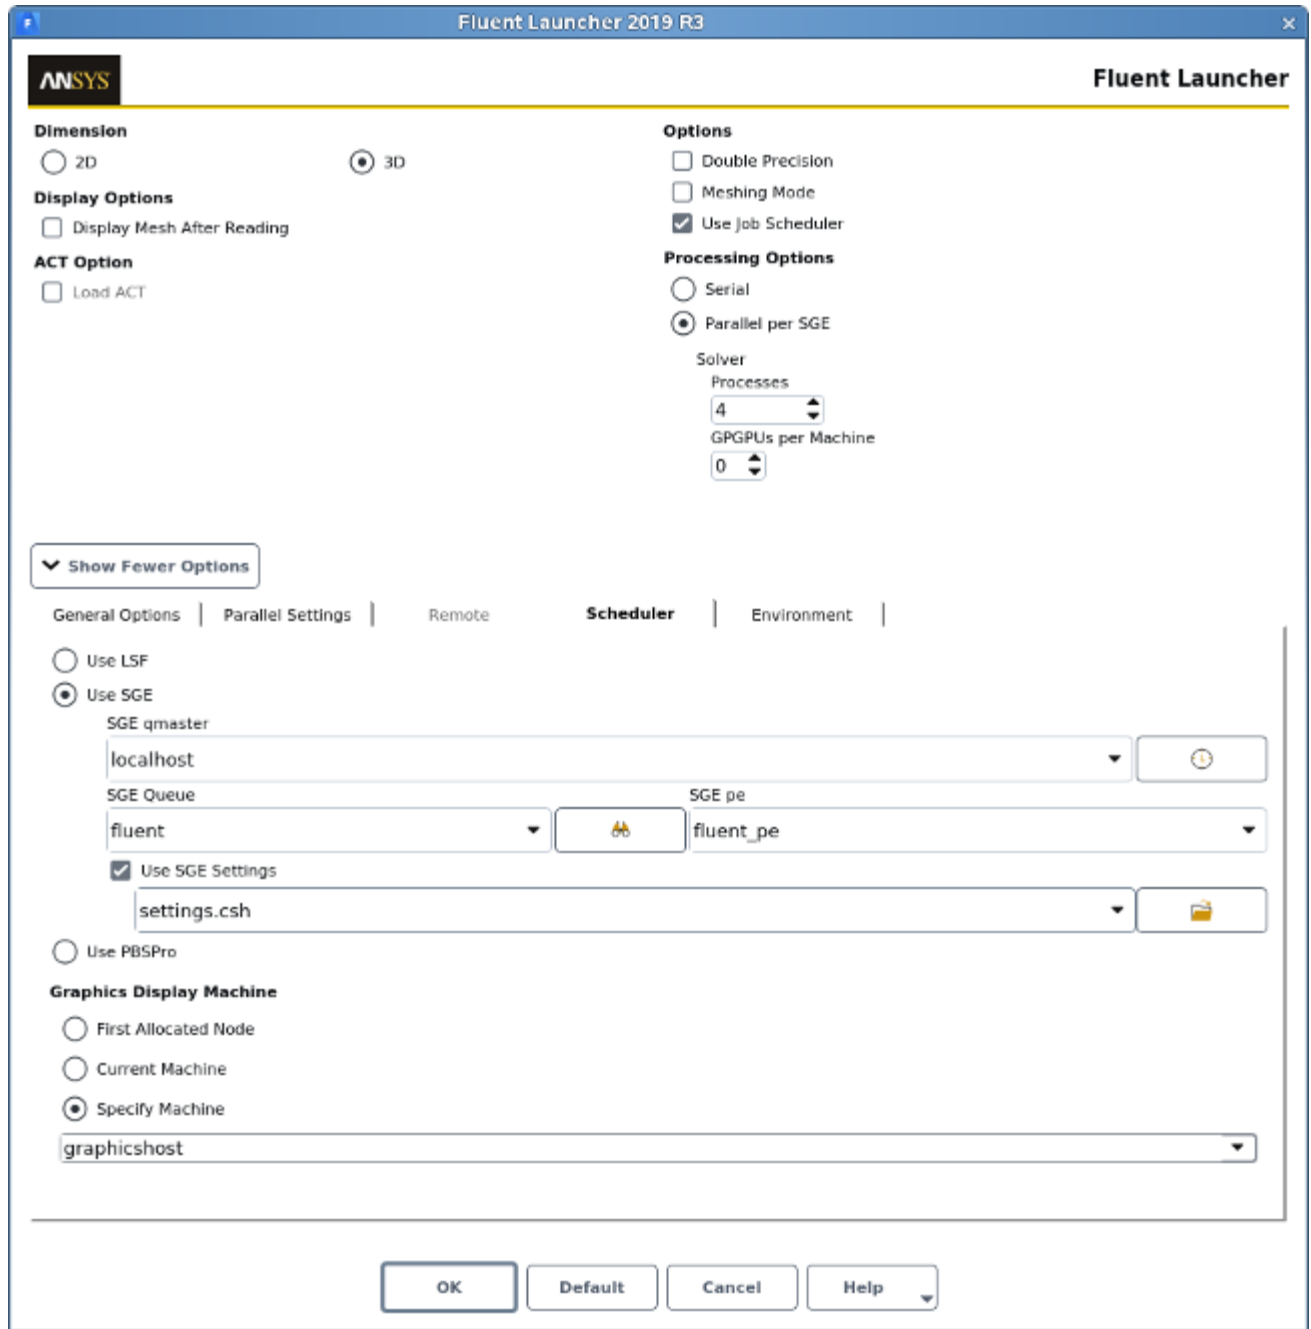 Fluent Launcher 2019 R3
ANSYS
Fluent Launcher
Dimension
2D
3D
Display Options
Display Mesh After Reading
ACT Option
Load ACT
Options
Double Precision
Meshing Mode
Use Job Scheduler
Processing Options
Serial
Parallel per SGE
Solver
Processes
4
GPGPUs per Machine
0
Show Fewer Options
General Options
Parallel Settings
Remote
Scheduler
Environment
Use LSF
Use SGE
SGE qmaster
localhost
SGE Queue
SGE pe
fluent
fluent_pe
Use SGE Settings
settings.csh
Use PBSPro
Graphics Display Machine
First Allocated Node
Current Machine
Specify Machine
graphicshost
OK
Default
Cancel
Help